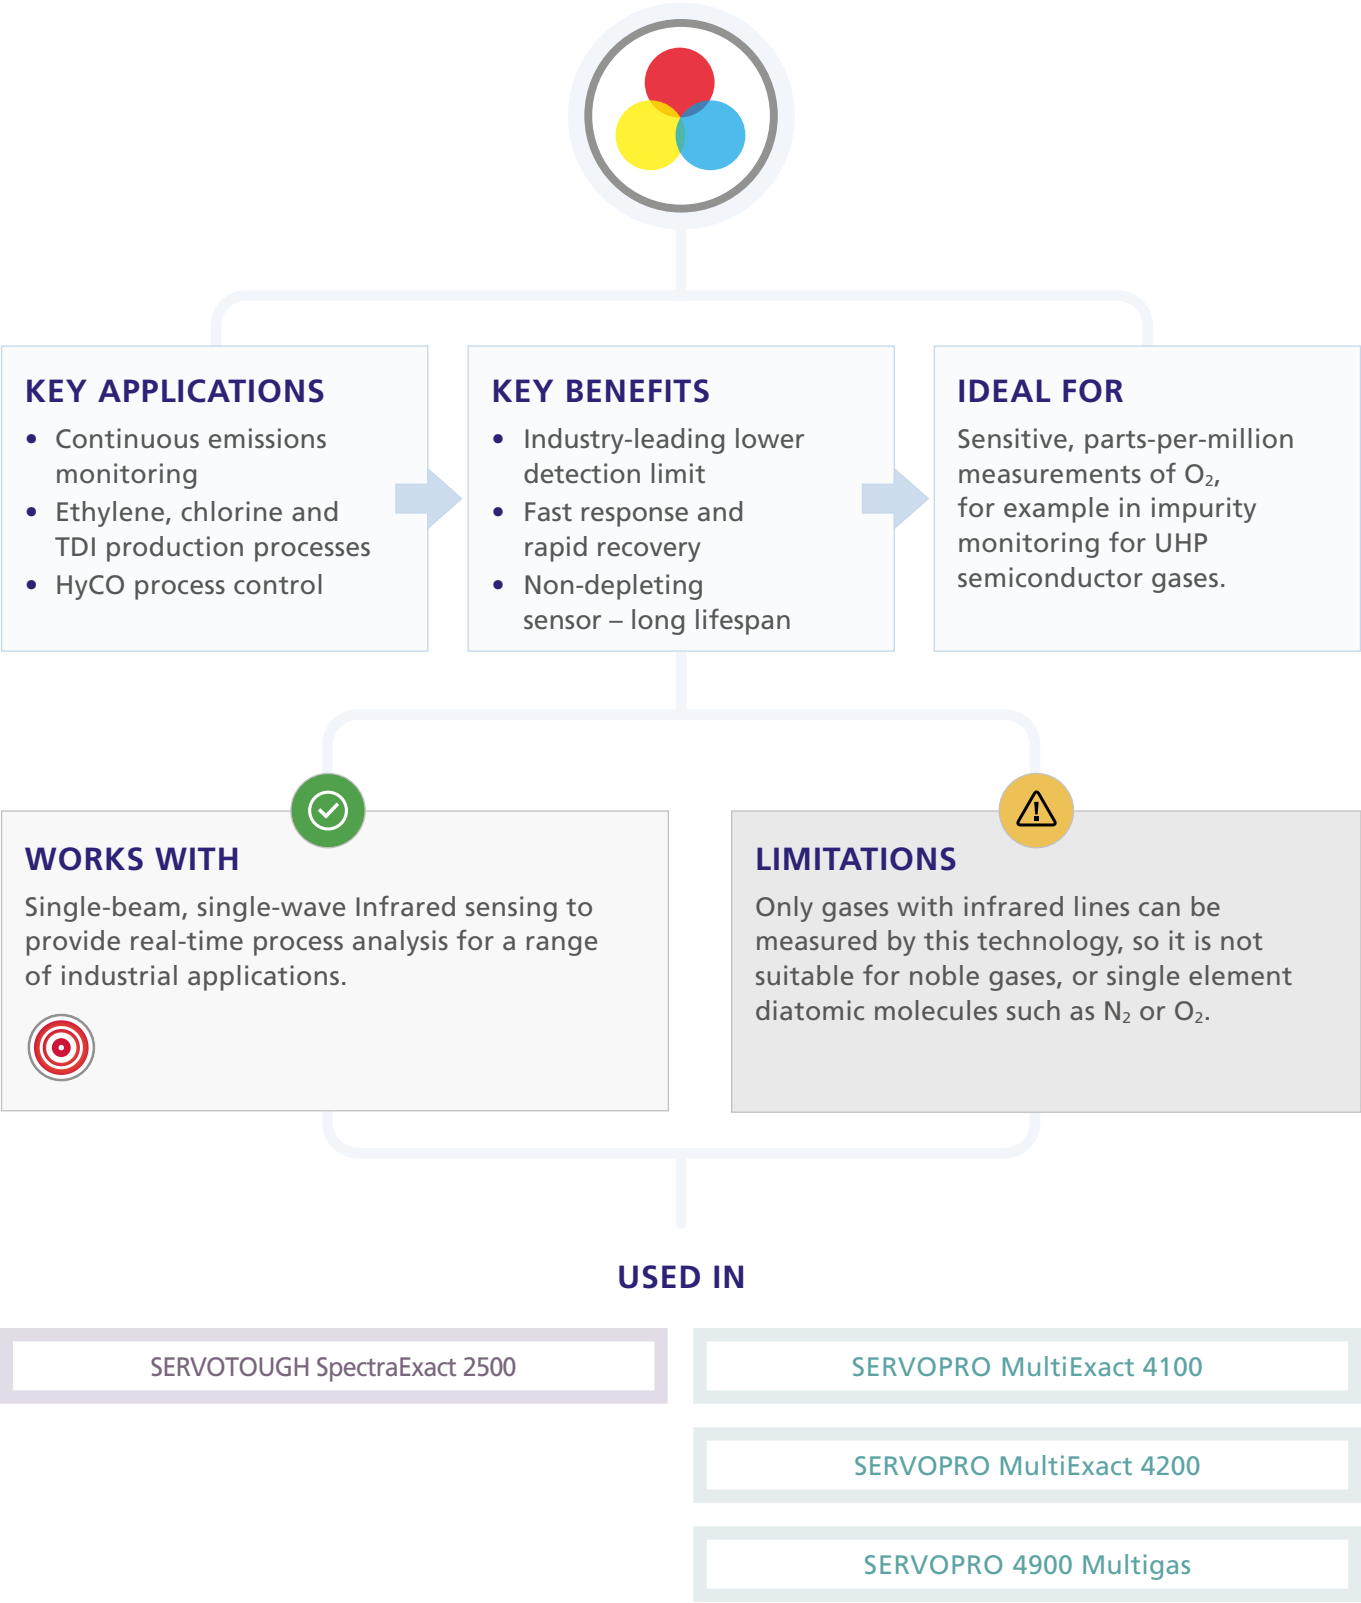 KEY APPLICATIONS
• Continuous emissions
monitoring
• Ethylene, chlorine and
TDI production processes
• HyCO process control
KEY BENEFITS
• Industry-leading lower
detection limit
• Fast response and
rapid recovery
• Non-depleting
sensor – long lifespan
IDEAL FOR
Sensitive, parts-per-million
measurements of O₂,
for example in impurity
monitoring for UHP
semiconductor gases.
WORKS WITH
Single-beam, single-wave Infrared sensing to
provide real-time process analysis for a range
of industrial applications.
LIMITATIONS
Only gases with infrared lines can be
measured by this technology, so it is not
suitable for noble gases, or single element
diatomic molecules such as N₂ or O₂.
USED IN
SERVOTOUGH SpectraExact 2500
SERVOPRO MultiExact 4100
SERVOPRO MultiExact 4200
SERVOPRO 4900 Multigas